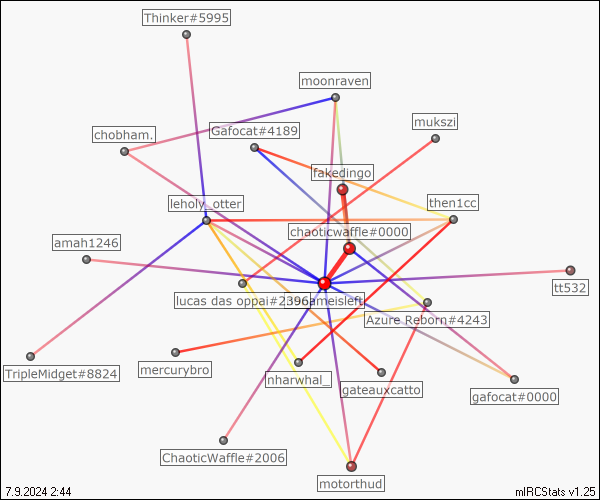 Thinker#5995
moonraven
mukszi
chobham.
Gafocat#4189
fakedingo
leholy_otter
then1cc
chaoticwaffle#0000
amah1246
tt532
lucas das oppai#2396
Azure Reborn#4243
TripleMidget#8824
mercurybro
nharwhal_
gateauxcatto
gafocat#0000
ChaoticWaffle#2006
motorthud
7.9.2024 2:44
mIRCStats v1.25